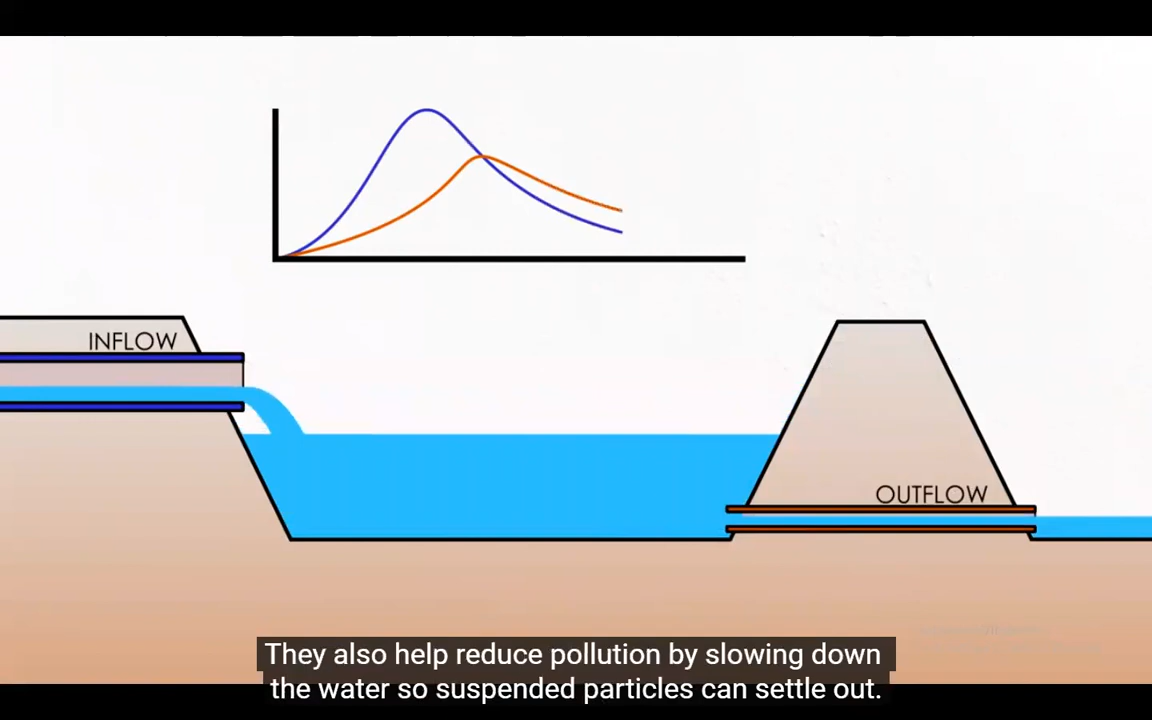 INFLOW
OUTFLOW
They also help reduce pollution by slowing down
the water so suspended particles can settle out.